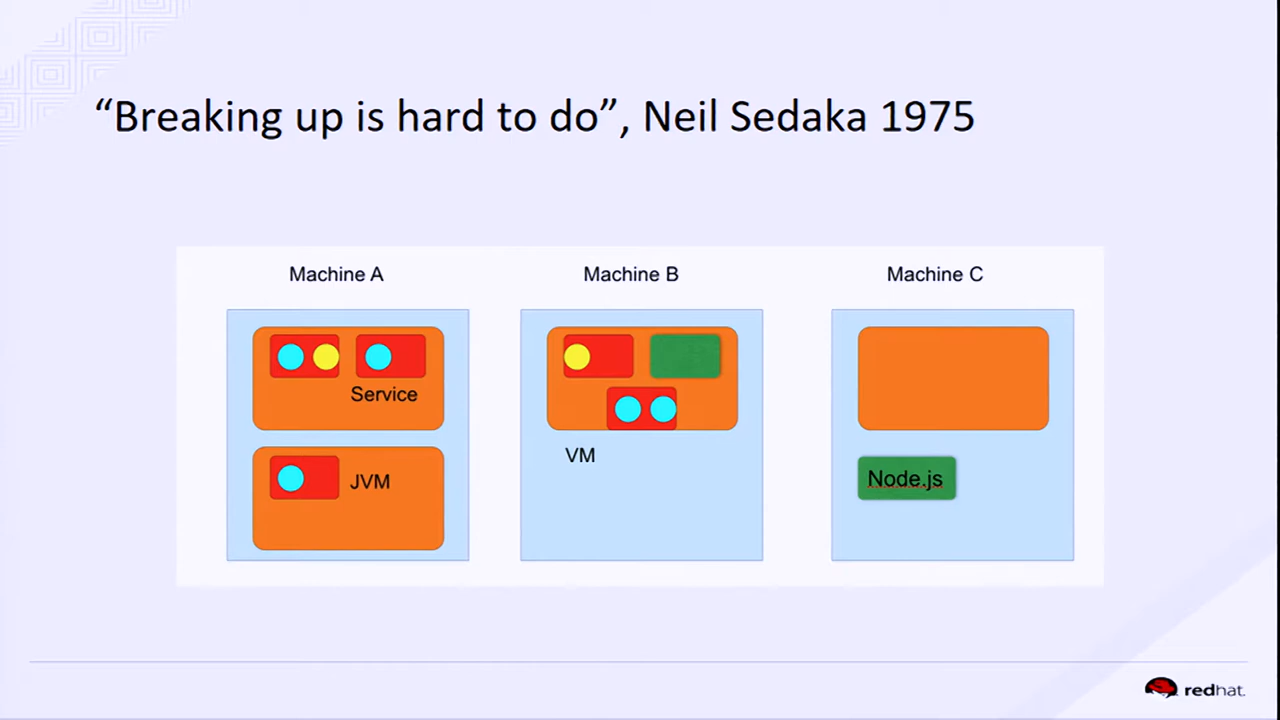 “Breaking up is hard to do”, Neil Sedaka 1975
Machine A
Machine B
Machine C
Service
VM
JVM
Node.js
redhat.